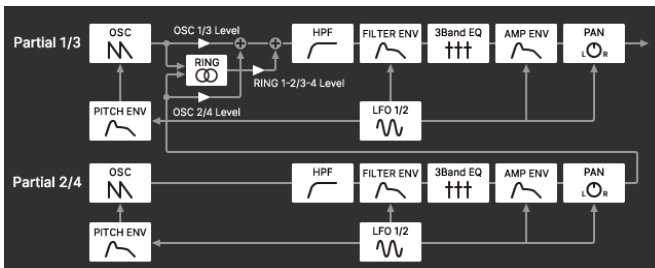 OSC
OSC 1/3 Level
HPF
FILTER ENV
3Band EQ
AMP ENV
PAN
Partial 1/3
L R
RING
RING 1-2/3-4 Level
OSC 2/4 Level
PITCH ENV
LFO 1/2
OSC
HPF
FILTER ENV
3Band EQ
AMP ENV
PAN
Partial 2/4
L R
PITCH ENV
LFO 1/2